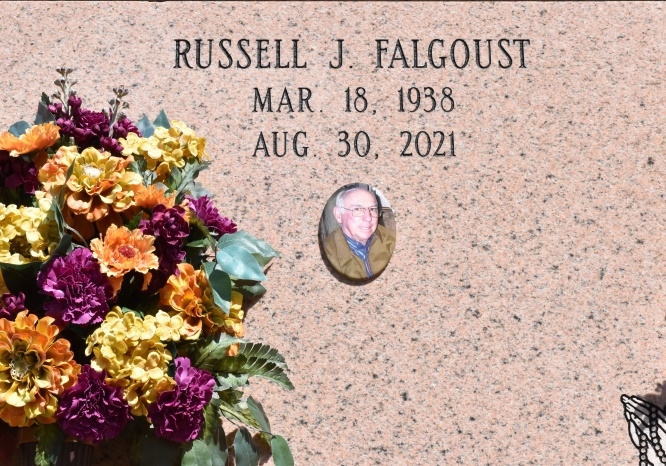 RUSSELL J. FALGOUST
MAR. 18, 1938
AUG. 30, 2021